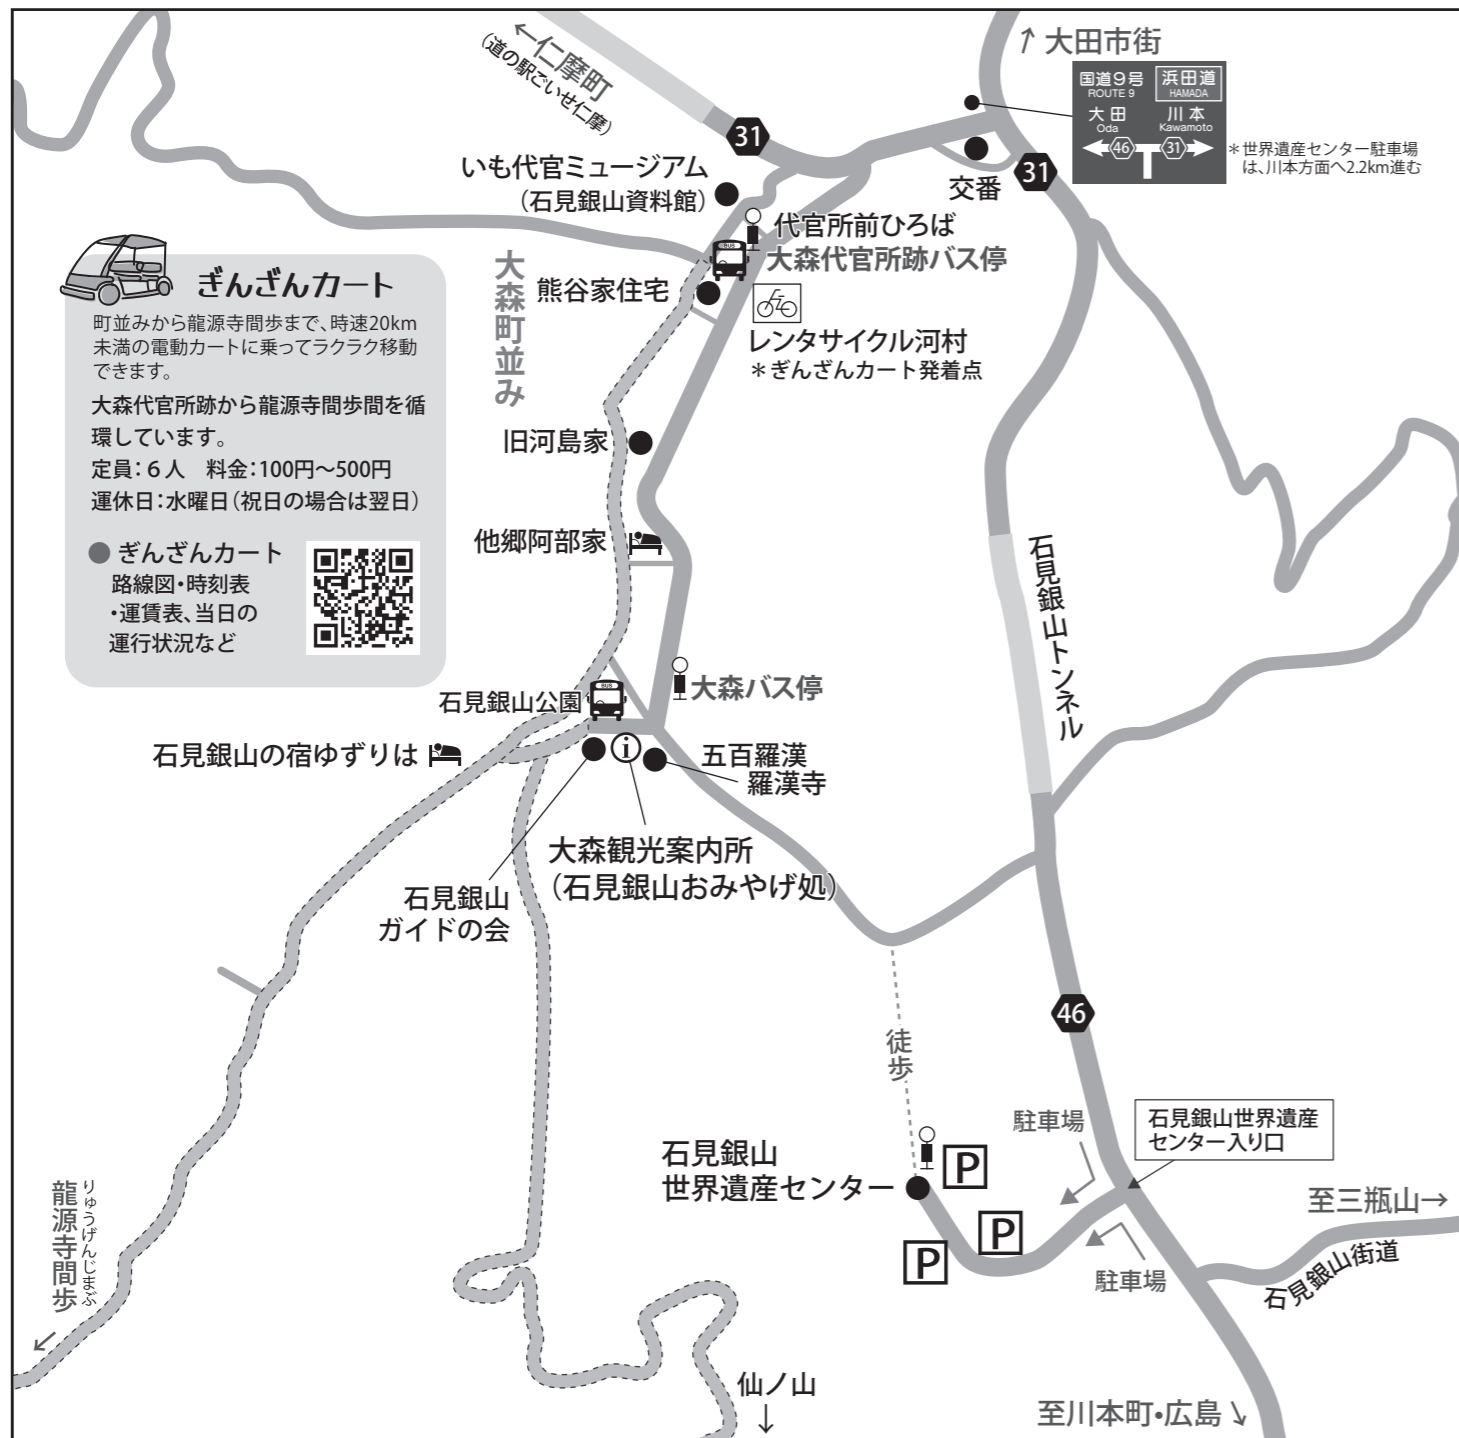 ←仁摩町
(道の駅ごいせ仁摩)
↑大田市街
国道9号
ROUTE 9
浜田道
HAMADA
大田
Oda
川本
Kawamoto
46
31
＊世界遺産センター駐車場
は、川本方面へ2.2km進む
31
31
交番
いも代官ミュージアム
（石見銀山資料館）
代官所前ひろば
大森代官所跡バス停
BUS
大森町並み
熊谷家住宅
レンタサイクル河村
＊ぎんざんカート発着点
ぎんざんカート
町並みから龍源寺間歩まで、時速20km
未満の電動カートに乗ってラクラク移動
できます。
大森代官所跡から龍源寺間歩間を循
環しています。
定員：6人　料金：100円～500円
運休日：水曜日（祝日の場合は翌日）
●ぎんざんカート
路線図・時刻表
・運賃表、当日の
運行状況など
旧河島家
他郷阿部家
石見銀山トンネル
大森バス停
石見銀山公園
BUS
石見銀山の宿ゆずりは
i
五百羅漢
羅漢寺
大森観光案内所
（石見銀山おみやげ処）
石見銀山
ガイドの会
46
徒歩
駐車場
石見銀山世界遺産
センター入り口
石見銀山
世界遺産センター
P
P
P
駐車場
至三瓶山→
石見銀山街道
りゅうげんじまぶ
龍源寺間歩
↙
仙ノ山
↓
至川本町・広島↘